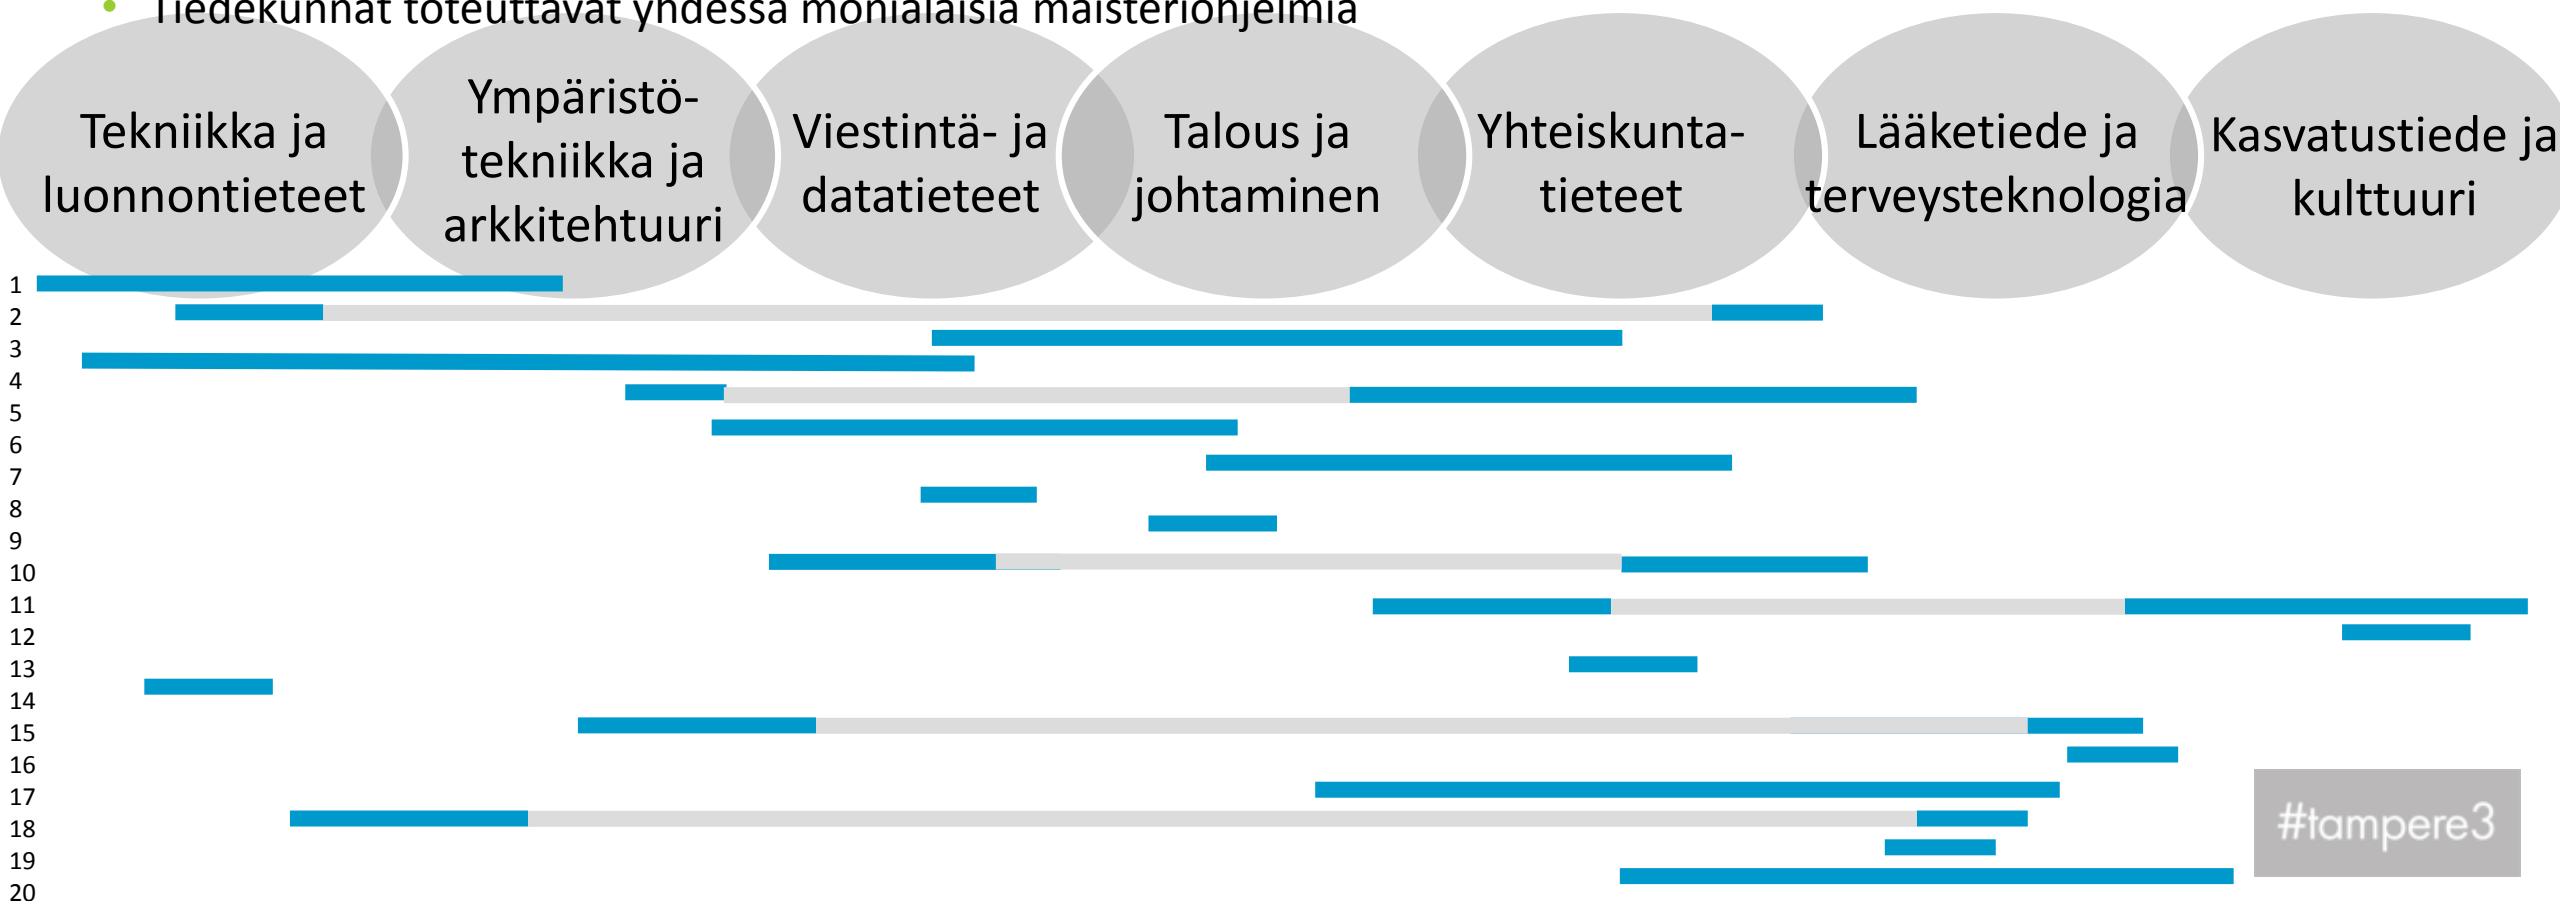 • Tiedekunnat toteuttavat yhdessä monialaisia maisteriohjelmia
Tekniikka ja
luonnontieteet
Ympäristö-
tekniikka ja
arkkitehtuuri
Viestintä- ja
datatieteet
Talous ja
johtaminen
Yhteiskunta-
tieteet
Lääketiede ja
terveysteknologia
Kasvatustiede ja
kulttuuri
1
2
3
4
5
6
7
8
9
10
11
12
13
14
15
16
17
18
19
20
#tampere3